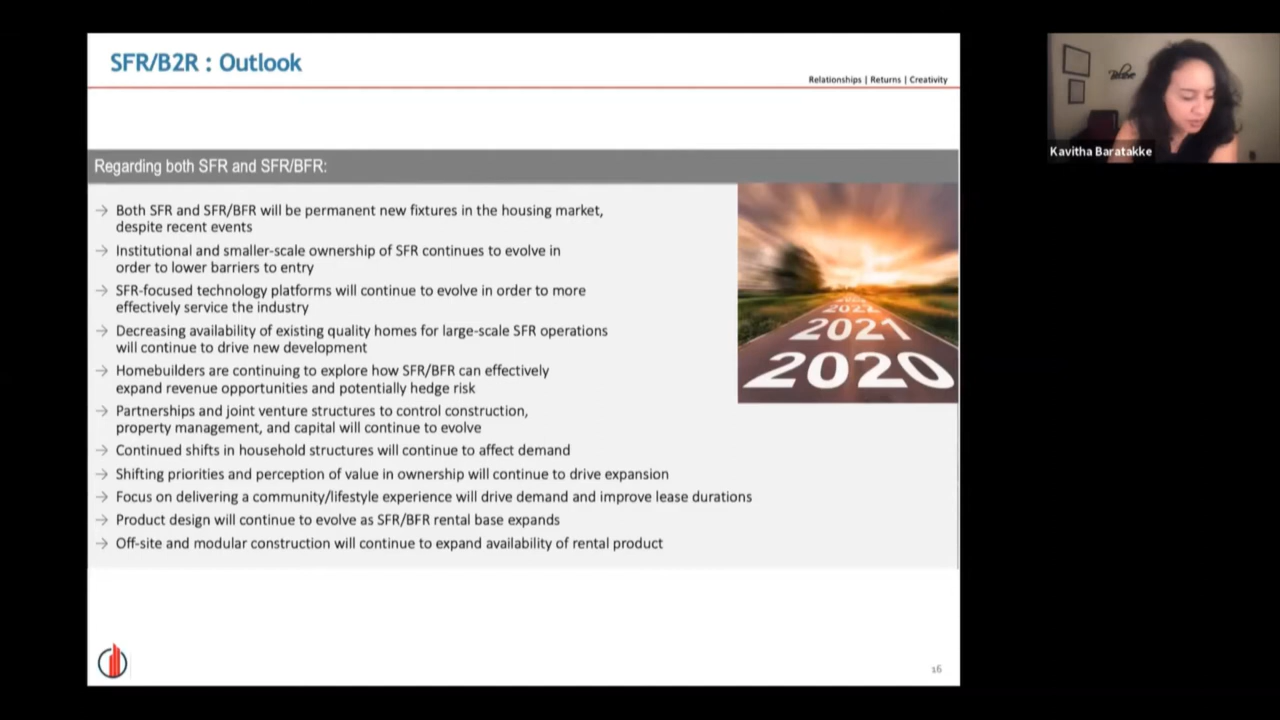 SFR/B2R : Outlook
Relationships | Returns | Creativity
Regarding both SFR and SFR/BFR:
→ Both SFR and SFR/BFR will be permanent new fixtures in the housing market,
despite recent events
→ Institutional and smaller-scale ownership of SFR continues to evolve in
order to lower barriers to entry
→ SFR-focused technology platforms will continue to evolve in order to more
effectively service the industry
→ Decreasing availability of existing quality homes for large-scale SFR operations
will continue to drive new development
→ Homebuilders are continuing to explore how SFR/BFR can effectively
expand revenue opportunities and potentially hedge risk
→ Partnerships and joint venture structures to control construction,
property management, and capital will continue to evolve
→ Continued shifts in household structures will continue to affect demand
→ Shifting priorities and perception of value in ownership will continue to drive expansion
→ Focus on delivering a community/lifestyle experience will drive demand and improve lease durations
→ Product design will continue to evolve as SFR/BFR rental base expands
→ Off-site and modular construction will continue to expand availability of rental product
2022
2021
2020
16
Believe
Kavitha Baratakke